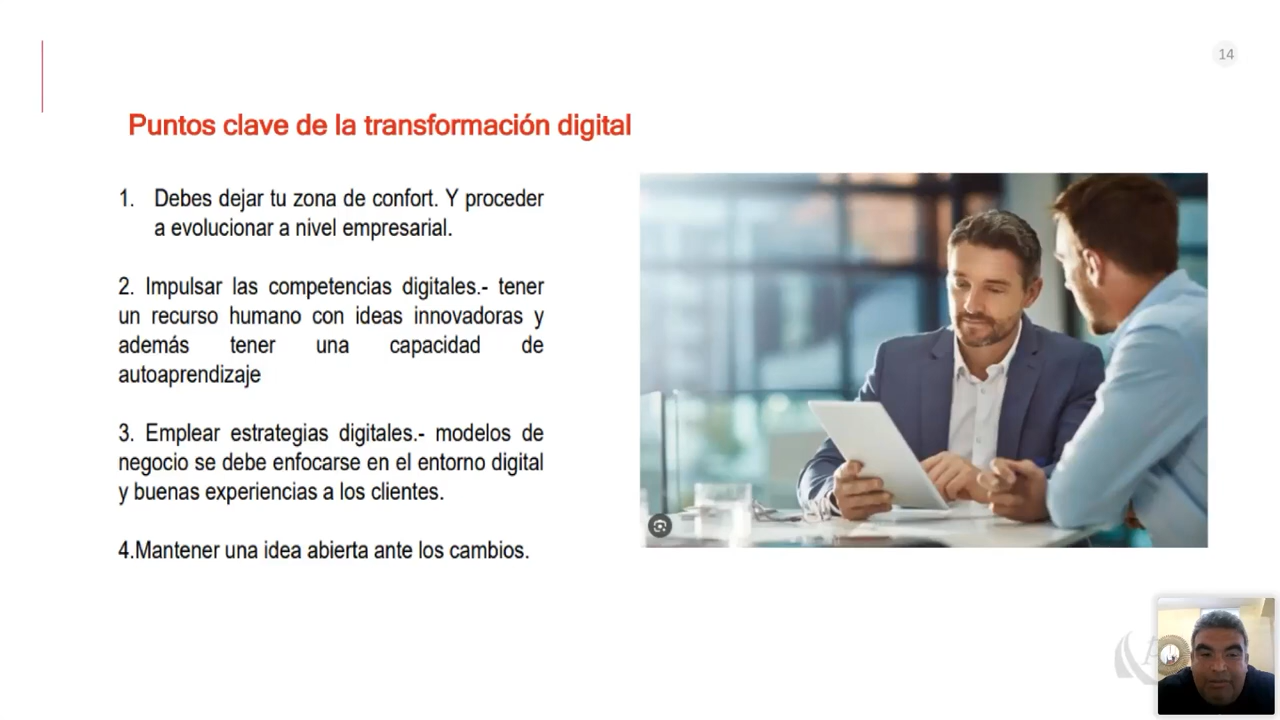 14
Puntos clave de la transformación digital
1. Debes dejar tu zona de confort. Y proceder
a evolucionar a nivel empresarial.
2. Impulsar las competencias digitales.- tener
un recurso humano con ideas innovadoras y
además tener una capacidad de
autoaprendizaje
3. Emplear estrategias digitales.- modelos de
negocio se debe enfocarse en el entorno digital
y buenas experiencias a los clientes.
4.Mantener una idea abierta ante los cambios.